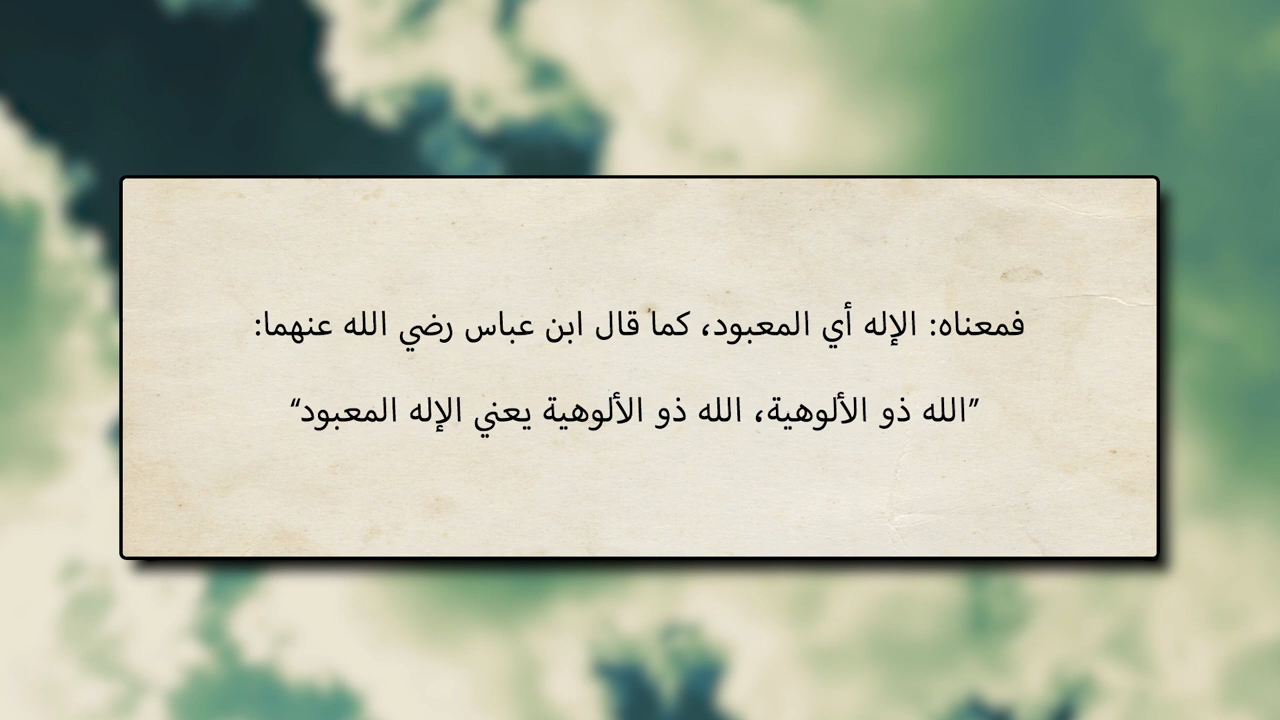 فمعناه: الإله أي المعبود، كما قال ابن عباس رضي الله عنهما:
”الله ذو الألوهية، الله ذو الألوهية يعني الإله المعبود“